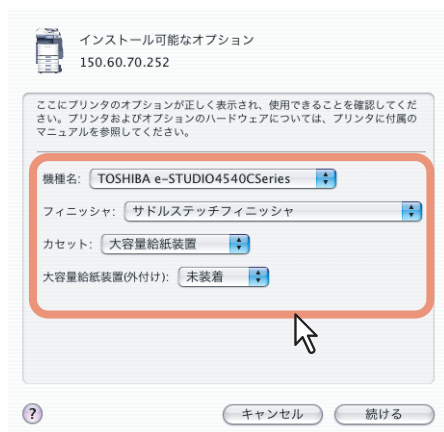 インストール可能なオプション
150.60.70.252
ここにプリンタのオプションが正しく表示され、使用できることを確認してくだ
さい。プリンタおよびオプションのハードウェアについては、プリンタに付属の
マニュアルを参照してください。
機種名: TOSHIBA e-STUDIO4540CSeries
フィニッシャ: サドルステッチフィニッシャ
カセット: 大容量給紙装置
大容量給紙装置(外付け): 未装着
? キャンセル 続ける